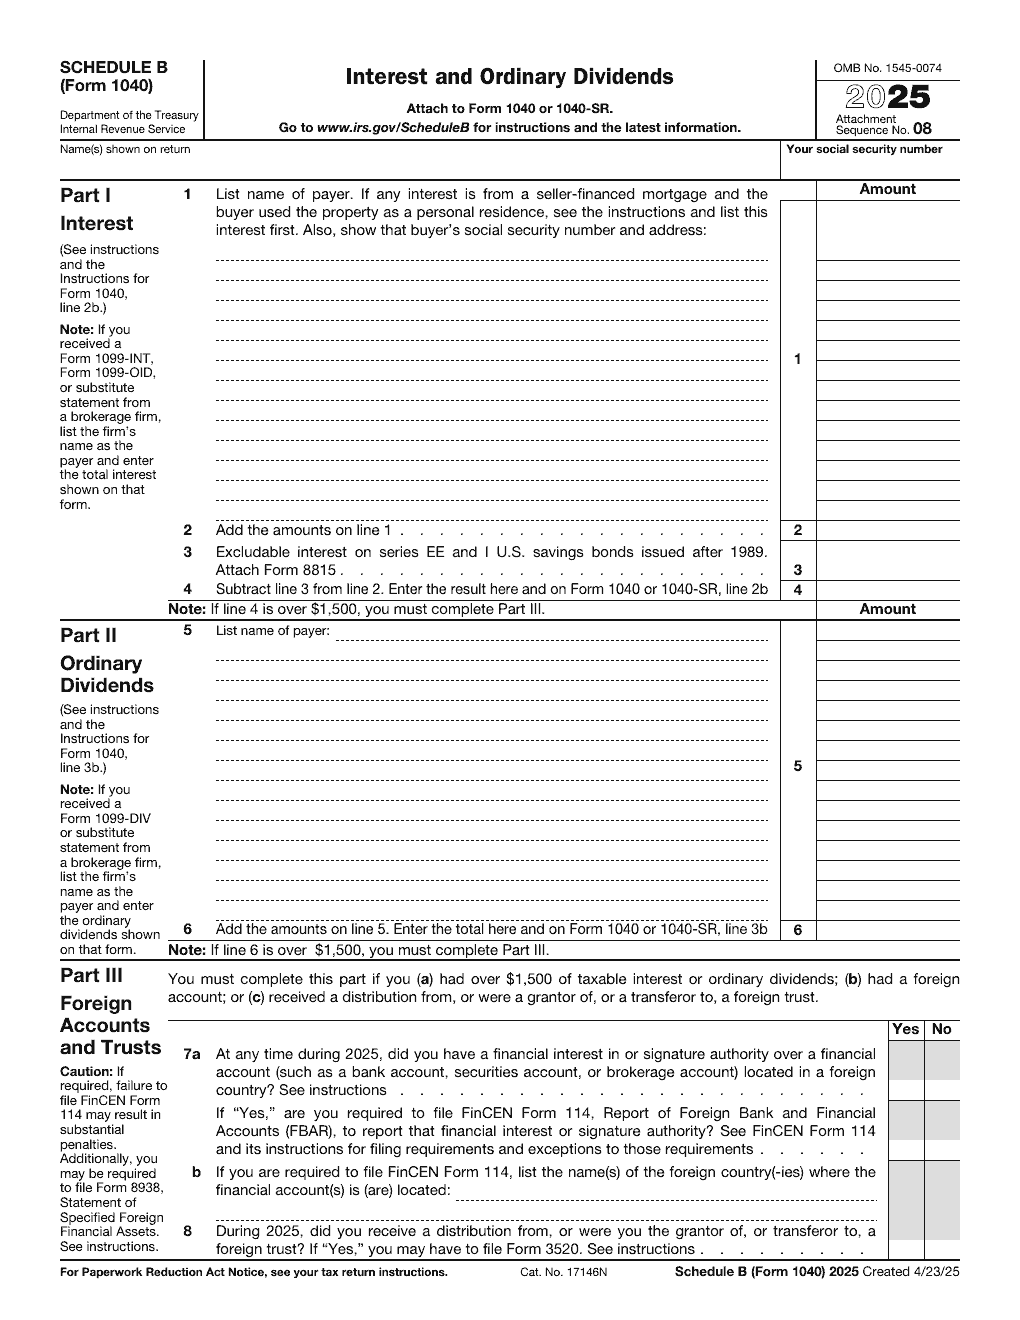 SCHEDULE B
(Form 1040)
Department of the Treasury
Internal Revenue Service
Interest and Ordinary Dividends
Attach to Form 1040 or 1040-SR.
Go to www.irs.gov/ScheduleB for instructions and the latest information.
OMB No. 1545-0074
2025
Attachment
Sequence No. 08
Name(s) shown on return
Your social security number
Part I
Interest
(See instructions
and the
Instructions for
Form 1040,
line 2b.)
Note: If you
received a
Form 1099-INT,
Form 1099-OID,
or substitute
statement from
a brokerage firm,
list the firm's
name as the
payer and enter
the total interest
shown on that
form.
Amount
1 List name of payer. If any interest is from a seller-financed mortgage and the
buyer used the property as a personal residence, see the instructions and list this
interest first. Also, show that buyer's social security number and address:
1
2 Add the amounts on line 1 . . . . . . . . . . . . . . . . . . 2
3 Excludable interest on series EE and I U.S. savings bonds issued after 1989.
Attach Form 8815 . . . . . . . . . . . . . . . . . . . . 3
4 Subtract line 3 from line 2. Enter the result here and on Form 1040 or 1040-SR, line 2b 4
Note: If line 4 is over $1,500, you must complete Part III.
Amount
Part II
Ordinary
Dividends
(See instructions
and the
Instructions for
Form 1040,
line 3b.)
Note: If you
received a
Form 1099-DIV
or substitute
statement from
a brokerage firm,
list the firm's
name as the
payer and enter
the ordinary
dividends shown
on that form.
5 List name of payer:
5
6 Add the amounts on line 5. Enter the total here and on Form 1040 or 1040-SR, line 3b 6
Note: If line 6 is over $1,500, you must complete Part III.
Part III
Foreign
Accounts
and Trusts
Caution: If
required, failure to
file FinCEN Form
114 may result in
substantial
penalties.
Additionally, you
may be required
to file Form 8938,
Statement of
Specified Foreign
Financial Assets.
See instructions.
You must complete this part if you (a) had over $1,500 of taxable interest or ordinary dividends; (b) had a foreign
account; or (c) received a distribution from, or were a grantor of, or a transferor to, a foreign trust.
Yes No
7a At any time during 2025, did you have a financial interest in or signature authority over a financial
account (such as a bank account, securities account, or brokerage account) located in a foreign
country? See instructions . . . . . . . . . . . . . . . . . . . . . . .
If “Yes,” are you required to file FinCEN Form 114, Report of Foreign Bank and Financial
Accounts (FBAR), to report that financial interest or signature authority? See FinCEN Form 114
and its instructions for filing requirements and exceptions to those requirements . . . . . .
b If you are required to file FinCEN Form 114, list the name(s) of the foreign country(-ies) where the
financial account(s) is (are) located:
8 During 2025, did you receive a distribution from, or were you the grantor of, or transferor to, a
foreign trust? If “Yes,” you may have to file Form 3520. See instructions . . . . . . . . .
For Paperwork Reduction Act Notice, see your tax return instructions.
Cat. No. 17146N
Schedule B (Form 1040) 2025 Created 4/23/25